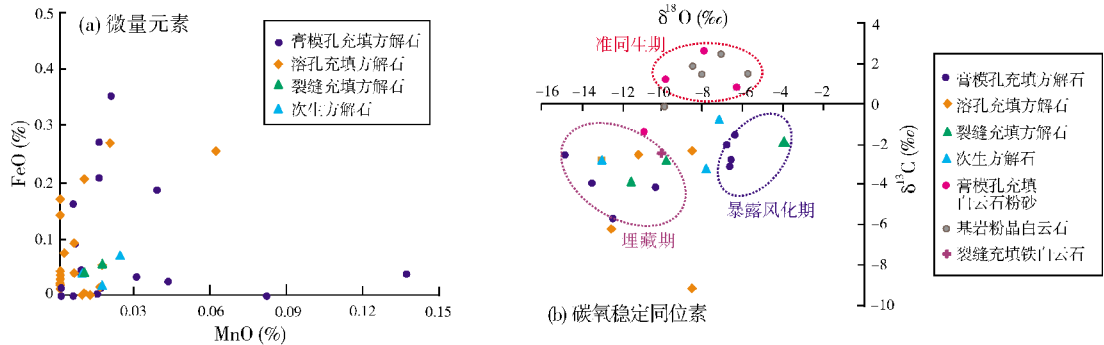 (a) 微量元素
膏模孔充填方解石
溶孔充填方解石
裂缝充填方解石
次生方解石
0.5
0.4
0.3
0.2
0.1
0
FeO (%)
0.03
0.06
0.09
0.12
0.15
MnO (%)
δ18O (‰)
准同生期
4
2
0
−2
−4
−6
−8
−10
δ13C (‰)
−16
−14
−12
−10
−8
−6
−4
−2
暴露风化期
埋藏期
(b) 碳氧稳定同位素
膏模孔充填方解石
溶孔充填方解石
裂缝充填方解石
次生方解石
膏模孔充填
白云石粉砂
基岩粉晶白云石
裂缝充填铁白云石